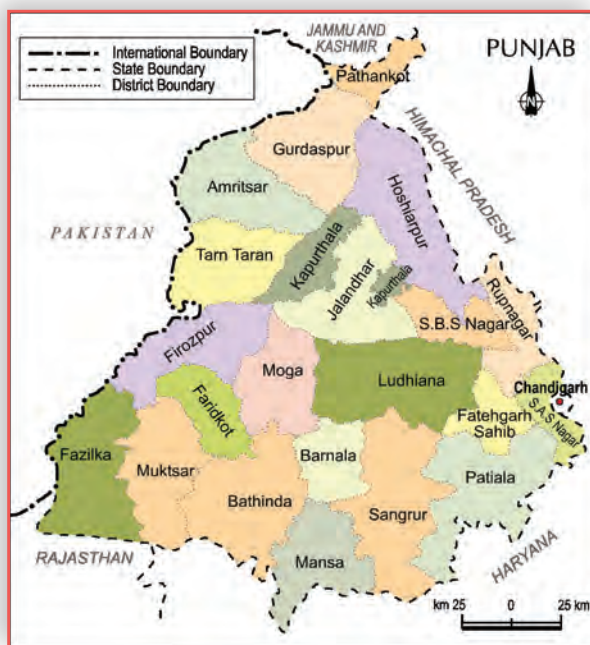 International Boundary
State Boundary
District Boundary
JAMMU AND
KASHMIR
PUNJAB
N
Pathankot
Gurdaspur
HIMACHAL PRADESH
Amritsar
Hoshiarpur
PAKISTAN
Tarn Taran
Kapurthala
Jalandhar
Kapurthala
Rupnagar
S.B.S Nagar
Firozpur
Moga
Ludhiana
Chandigarh
Faridkot
S.A.S Nagar
Fatehgarh
Sahib
Fazilka
Muktsar
Barnala
Patiala
Bathinda
Sangrur
RAJASTHAN
Mansa
HARYANA
km 25 0 25 km